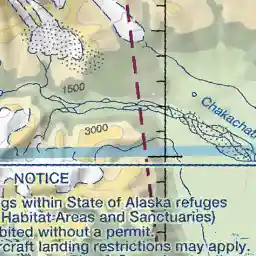 1500
Chakachat
3000
NOTICE
gs within State of Alaska refuges
Habitat Areas and Sanctuaries)
bited without a permit.
rcraft landing restrictions may apply.